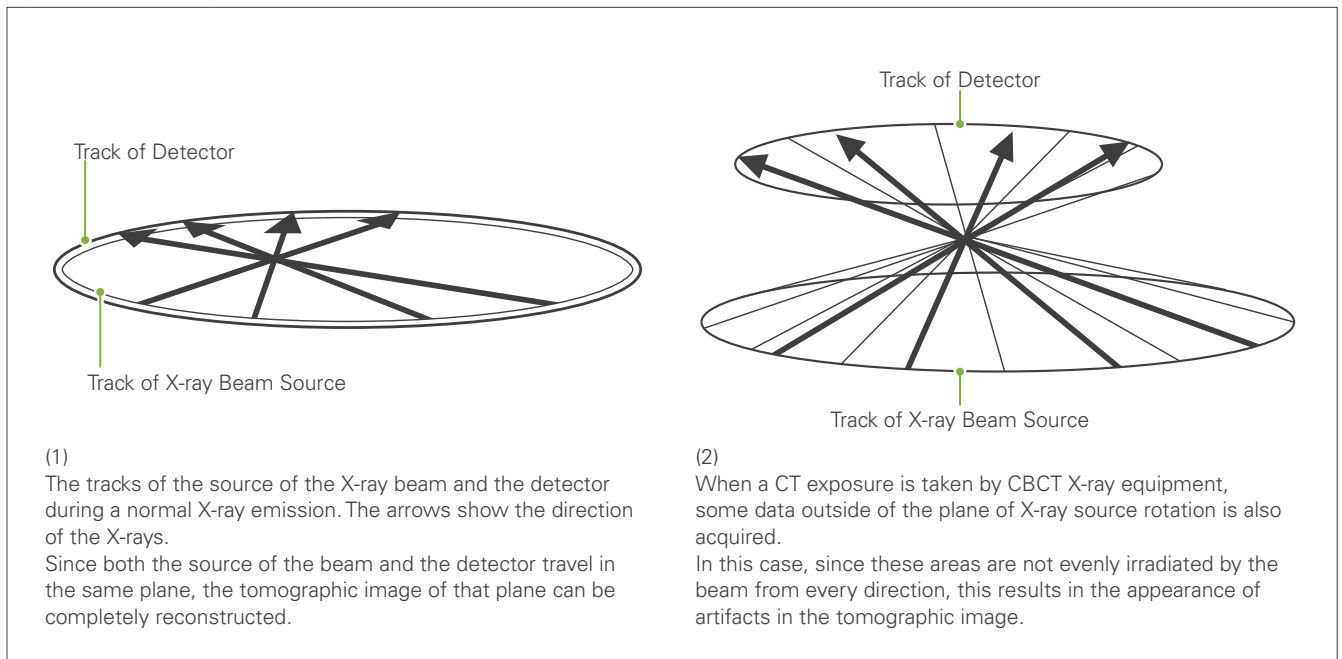 Track of Detector
Track of X-ray Beam Source
(1)
The tracks of the source of the X-ray beam and the detector
during a normal X-ray emission. The arrows show the direction
of the X-rays.
Since both the source of the beam and the detector travel in
the same plane, the tomographic image of that plane can be
completely reconstructed.
Track of Detector
Track of X-ray Beam Source
(2)
When a CT exposure is taken by CBCT X-ray equipment,
some data outside of the plane of X-ray source rotation is also
acquired.
In this case, since these areas are not evenly irradiated by the
beam from every direction, this results in the appearance of
artifacts in the tomographic image.